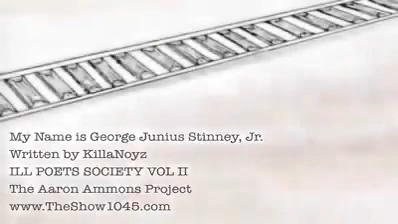 My Name is George Junius Stinney, Jr.
Written by KillaNoyz
ILL POETS SOCIETY VOL II
The Aaron Ammons Project
www.TheShow1045.com